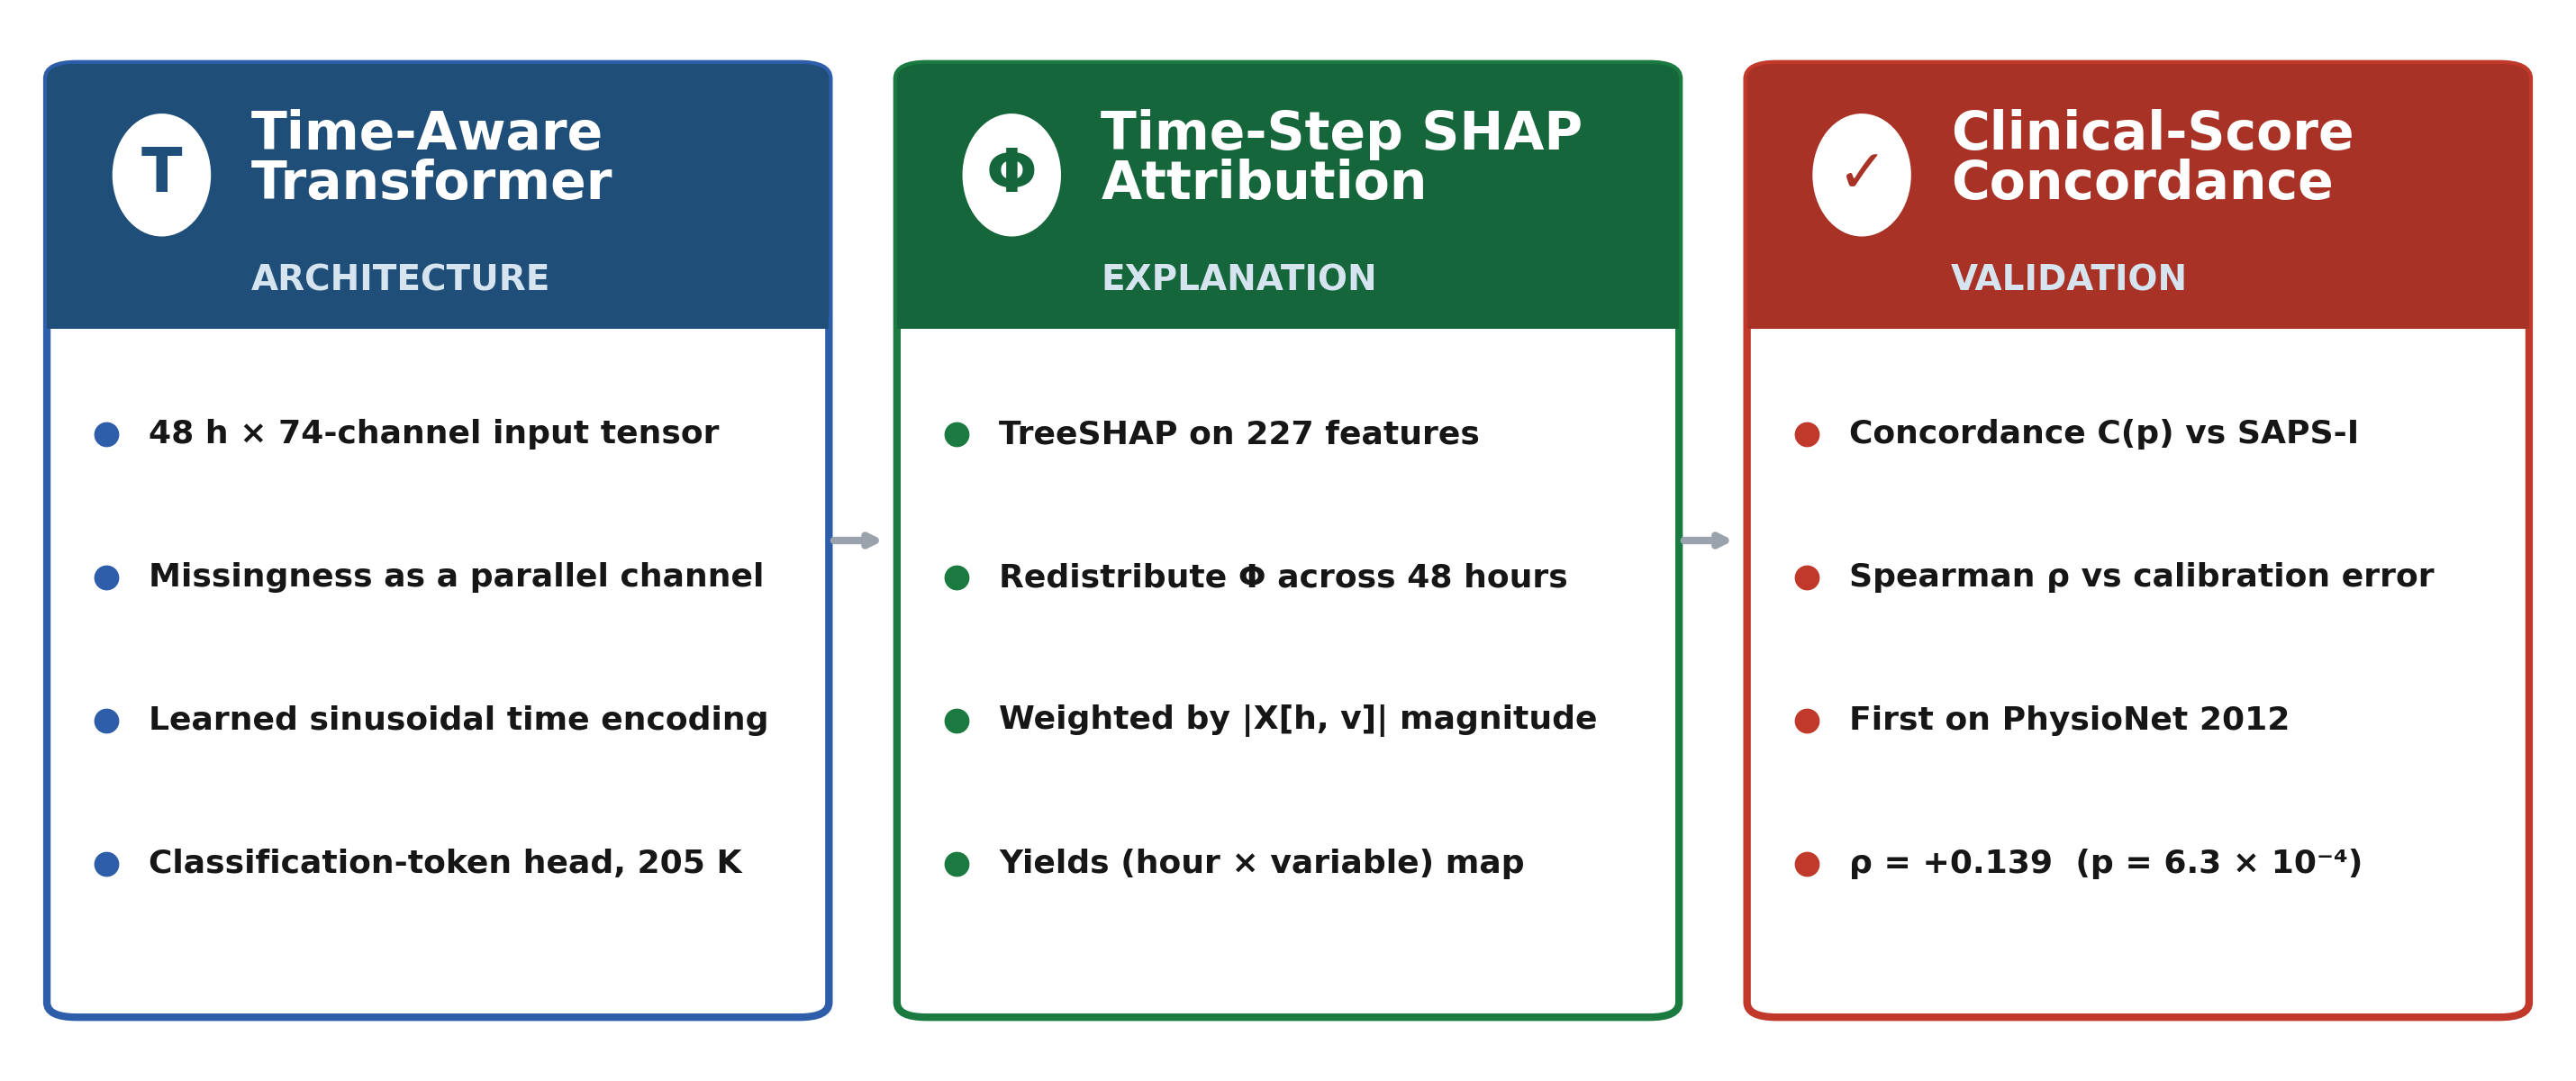 T
Time-Aware
Transformer
ARCHITECTURE
48 h × 74-channel input tensor
Missingness as a parallel channel
Learned sinusoidal time encoding
Classification-token head, 205 K
Φ
Time-Step SHAP
Attribution
EXPLANATION
TreeSHAP on 227 features
Redistribute Φ across 48 hours
Weighted by |X[h, v]| magnitude
Yields (hour × variable) map
✓
Clinical-Score
Concordance
VALIDATION
Concordance C(p) vs SAPS-I
Spearman ρ vs calibration error
First on PhysioNet 2012
ρ = +0.139 (p = 6.3 × 10⁻⁴)